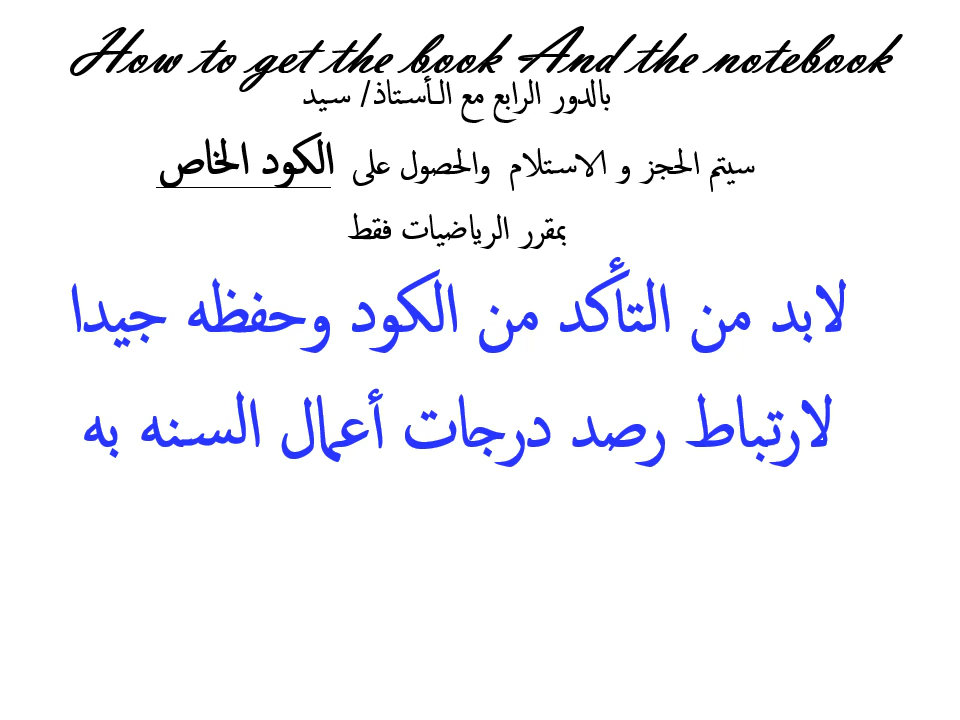 How to get the book And the notebook
بالدور الرابع مع الأستاذ/ سيد
سيتم الحجز و الاستلام والحصول على الكود الخاص
بمقرر الرياضيات فقط
لابد من التأكد من الكود وحفظه جيدا
لارتباط رصد درجات أعمال السنه به